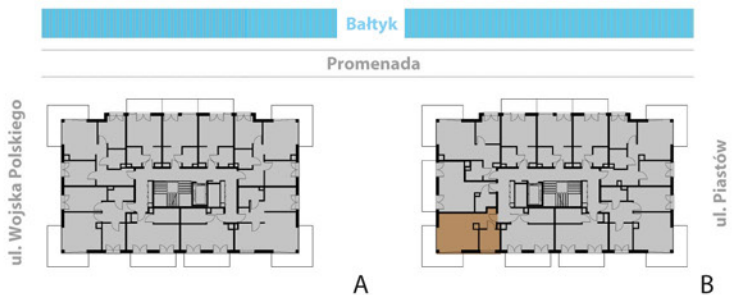 Bałtyk
Promenada
ul. Wojska Polskiego
ul. Piastów
A
B